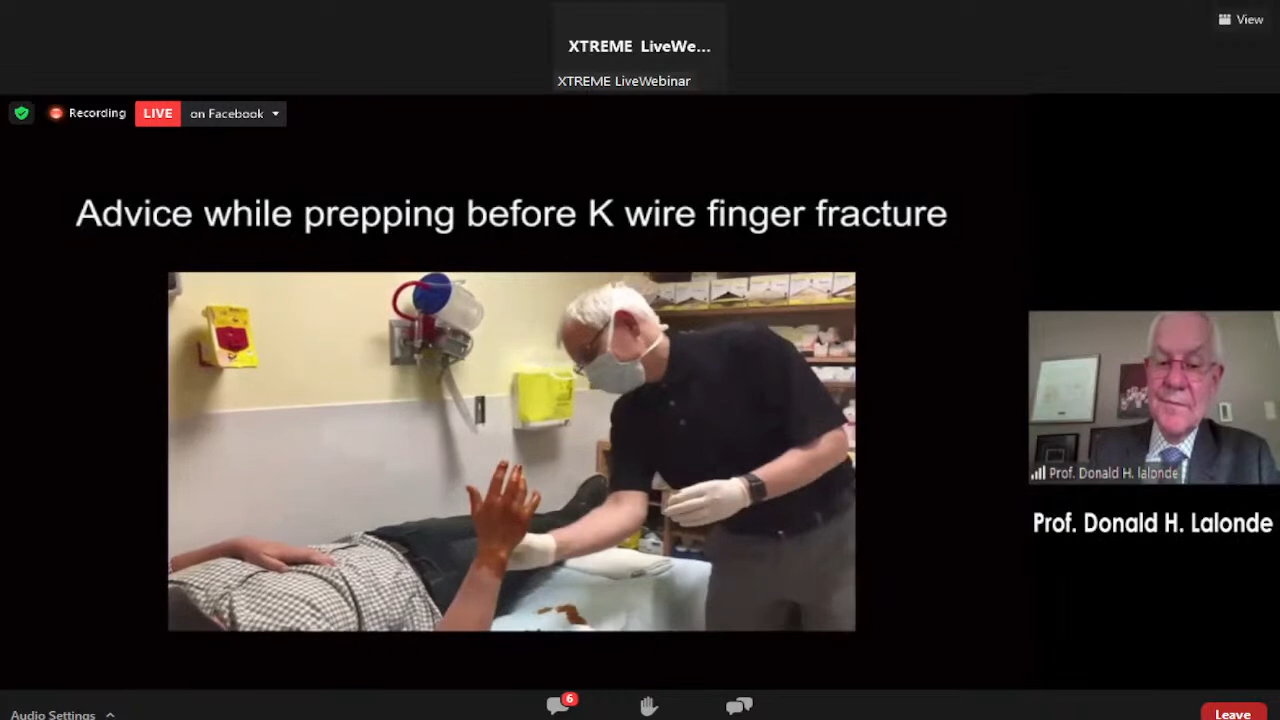 View
XTREME LiveWe...
XTREME LiveWebinar
Recording
LIVE
on Facebook
Advice while prepping before K wire finger fracture
Prof. Donald H. lalonde
Prof. Donald H. Lalonde
6
Audio Settings
Leave